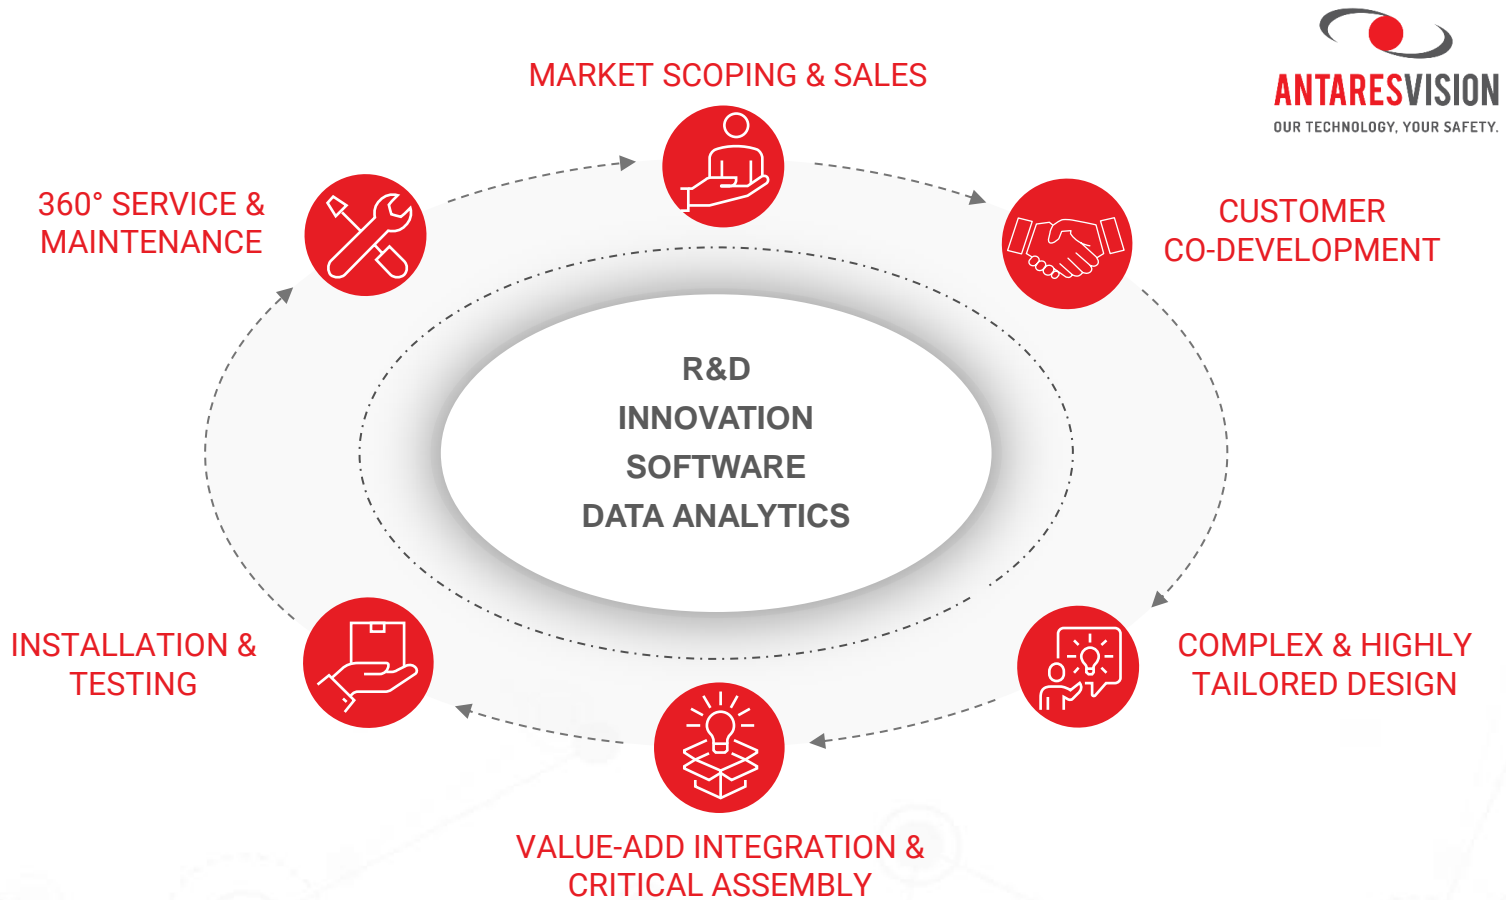 ANTARESVISION
OUR TECHNOLOGY, YOUR SAFETY.
MARKET SCOPING & SALES
360° SERVICE &
MAINTENANCE
CUSTOMER
CO-DEVELOPMENT
R&D
INNOVATION
SOFTWARE
DATA ANALYTICS
INSTALLATION &
TESTING
COMPLEX & HIGHLY
TAILORED DESIGN
VALUE-ADD INTEGRATION &
CRITICAL ASSEMBLY